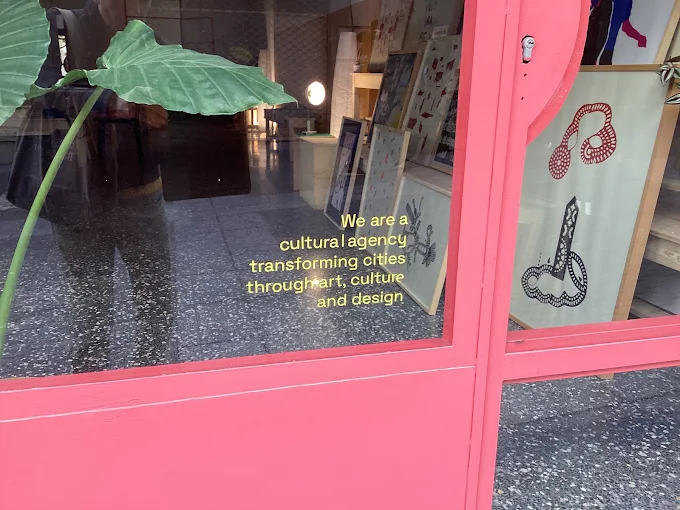 We are a
cultural agency
transforming cities
through art, culture
and design